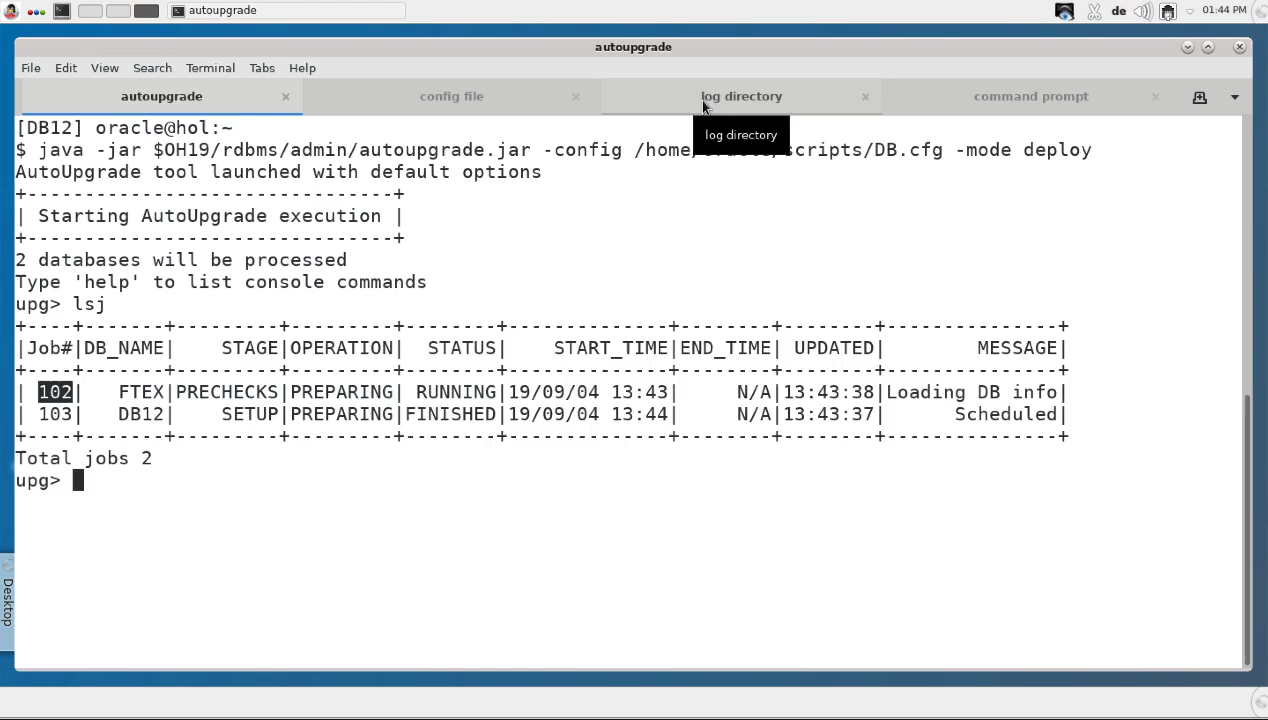 autoupgrade
de
01:44 PM
autoupgrade
File Edit View Search Terminal Tabs Help
autoupgrade × config file × log directory × command prompt ×
log directory
[DB12] oracle@hol:~
$ java -jar $OH19/rdbms/admin/autoupgrade.jar -config /home/ scripts/DB.cfg -mode deploy
AutoUpgrade tool launched with default options
+--------------------------------+
| Starting AutoUpgrade execution |
+--------------------------------+
2 databases will be processed
Type 'help' to list console commands
upg> lsj
+----+-------+---------+---------+--------+--------------+--------+--------+---------------+
|Job#|DB_NAME|    STAGE|OPERATION|  STATUS|    START_TIME|END_TIME| UPDATED|        MESSAGE|
+----+-------+---------+---------+--------+--------------+--------+--------+---------------+
| 102|   FTEX|PRECHECKS|PREPARING| RUNNING|19/09/04 13:43|     N/A|13:43:38|Loading DB info|
| 103|   DB12|    SETUP|PREPARING|FINISHED|19/09/04 13:44|     N/A|13:43:37|      Scheduled|
+----+-------+---------+---------+--------+--------------+--------+--------+---------------+
Total jobs 2
upg>
Desktop